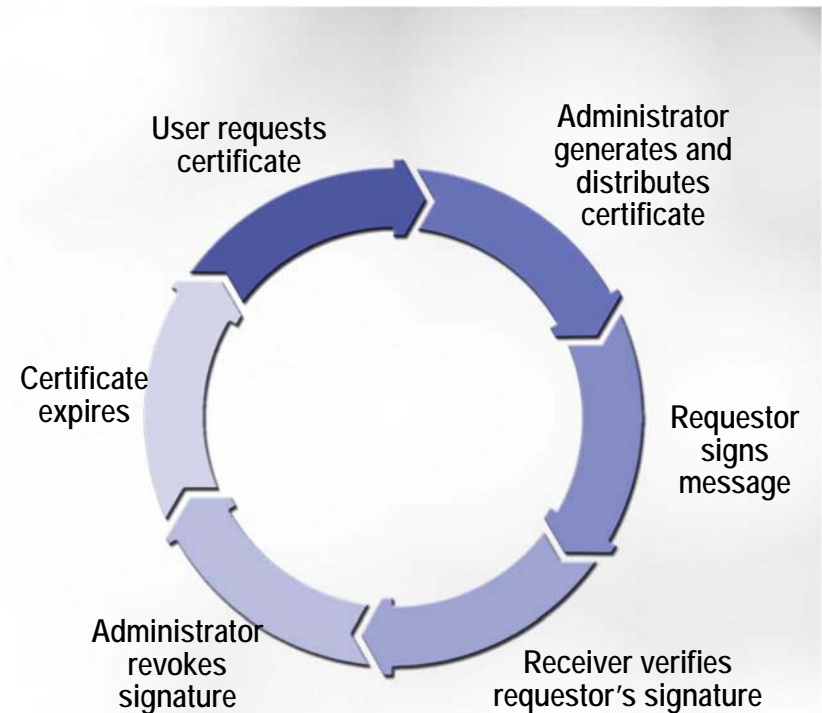 User requests
certificate
Administrator
generates and
distributes
certificate
Requestor
signs
message
Receiver verifies
requestor's signature
Administrator
revokes
signature
Certificate
expires